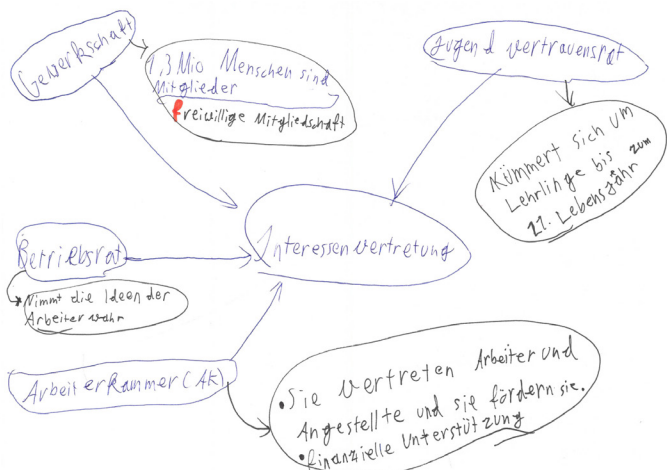 Gewerkschaft
1,3 Mio Menschen sind
Mitglieder
freiwillige Mitgliedschaft
Jugendvertrauensrat
Kümmert sich um
Lehrlinge bis zum
21. Lebensjahr
Interessenvertretung
Betriebsrat
Nimmt die Ideen der
Arbeiter wahr
Arbeiterkammer (AK)
• Sie vertreten Arbeiter und
Angestellte und sie fördern sie.
• finanzielle Unterstützung